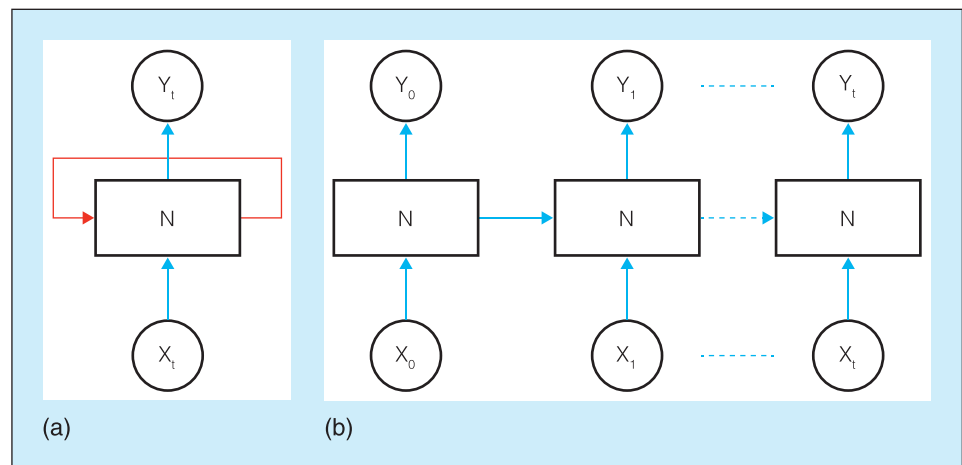 Yₜ
N
Xₜ
(a)
Y₀ Y₁ Yₜ
N N N
X₀ X₁ Xₜ
(b)